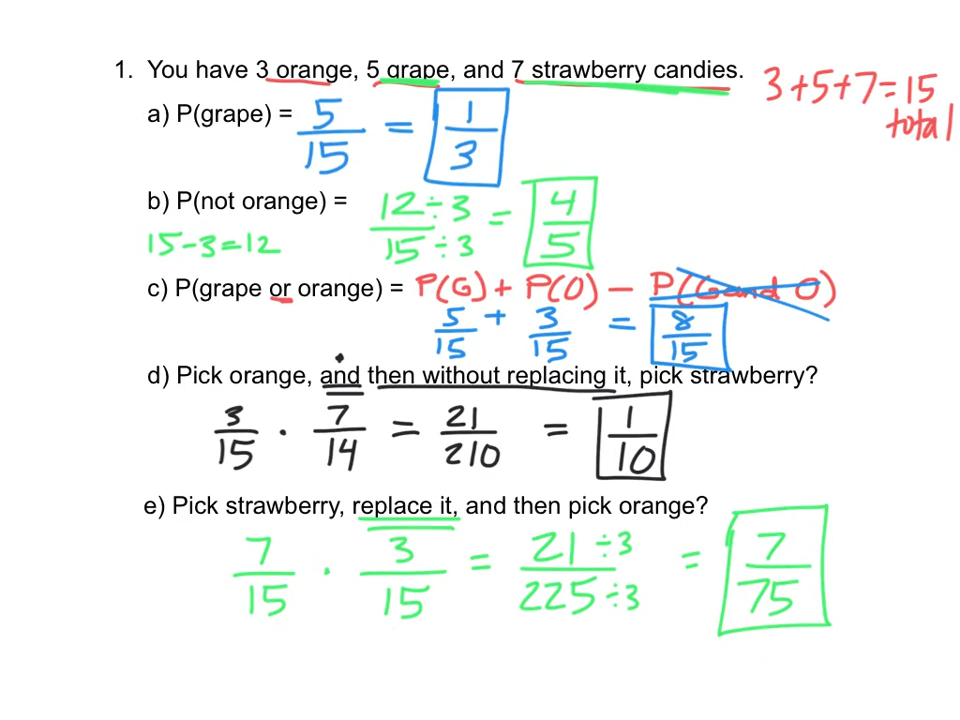 1. You have 3 orange, 5 grape, and 7 strawberry candies.
3+5+7=15
total
a) P(grape) = 5/15 = 1/3
b) P(not orange) = 12÷3/15÷3 = 4/5
15-3=12
c) P(grape or orange) = P(G) + P(O) - P(G and O)
5/15 + 3/15 = 8/15
d) Pick orange, and then without replacing it, pick strawberry?
3/15 · 7/14 = 21/210 = 1/10
e) Pick strawberry, replace it, and then pick orange?
7/15 · 3/15 = 21÷3/225÷3 = 7/75